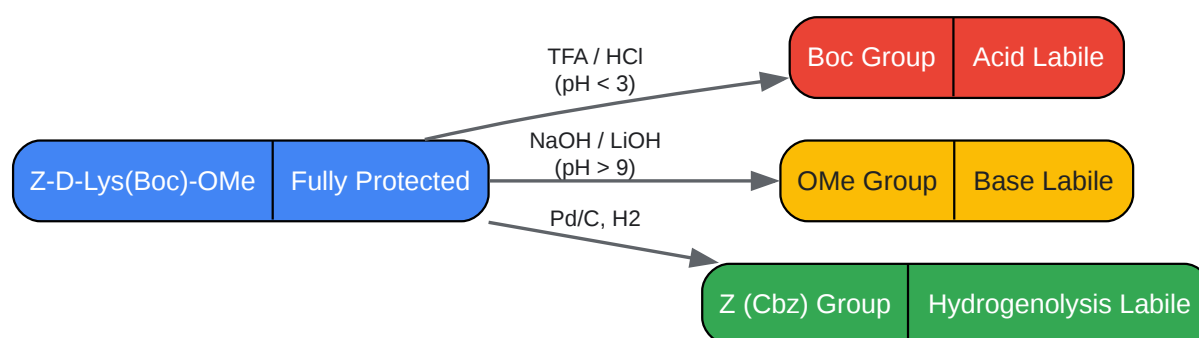 TFA / HCl
(pH < 3)
Boc Group
Acid Labile
Z-D-Lys(Boc)-OMe
Fully Protected
NaOH / LiOH
(pH > 9)
OMe Group
Base Labile
Pd/C, H2
Z (Cbz) Group
Hydrogenolysis Labile